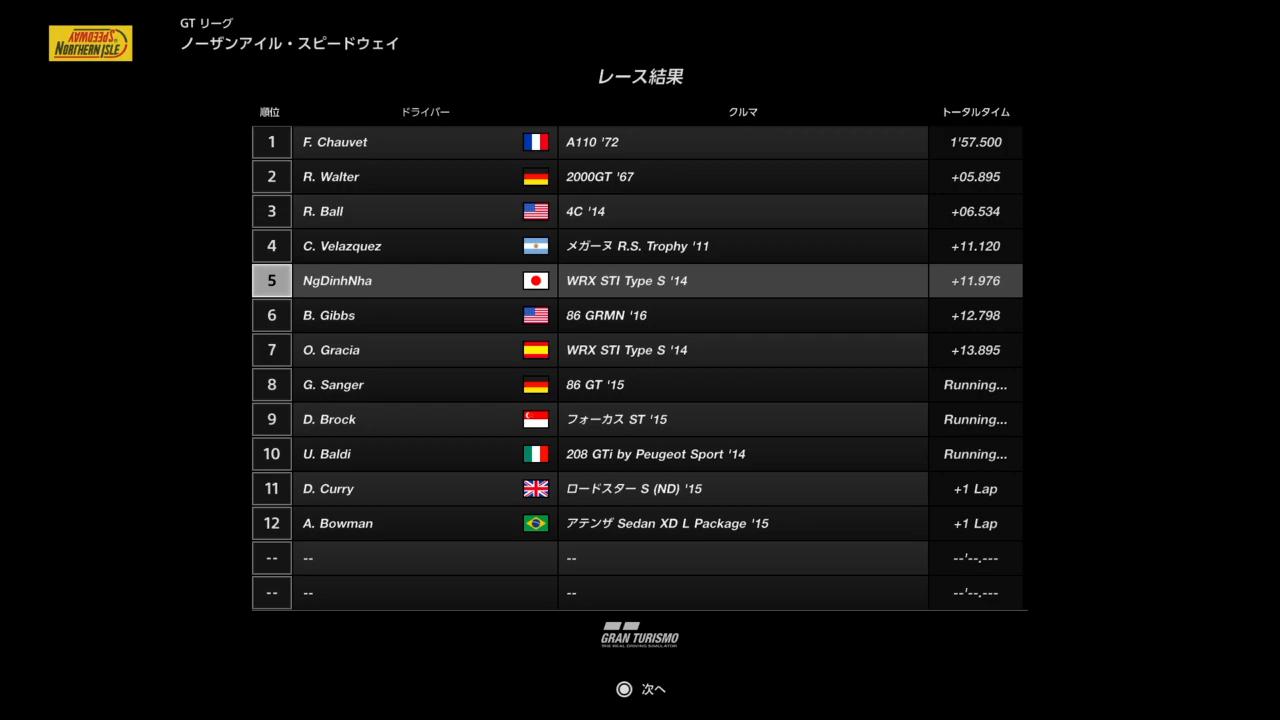 GT リーグ
ノーザンアイル・スピードウェイ
SPEEDWAY
NORTHERN ISLE
レース結果
順位 ドライバー クルマ トータルタイム
1 F. Chauvet A110 '72 1'57.500
2 R. Walter 2000GT '67 +05.895
3 R. Ball 4C '14 +06.534
4 C. Velazquez メガーヌ R.S. Trophy '11 +11.120
5 NgDinhNha WRX STI Type S '14 +11.976
6 B. Gibbs 86 GRMN '16 +12.798
7 O. Gracia WRX STI Type S '14 +13.895
8 G. Sanger 86 GT '15 Running...
9 D. Brock フォーカス ST '15 Running...
10 U. Baldi 208 GTi by Peugeot Sport '14 Running...
11 D. Curry ロードスター S (ND) '15 +1 Lap
12 A. Bowman アテンザ Sedan XD L Package '15 +1 Lap
-- -- -- --'--.---
-- -- -- --'--.---
GRAN TURISMO
THE REAL DRIVING SIMULATOR
次へ